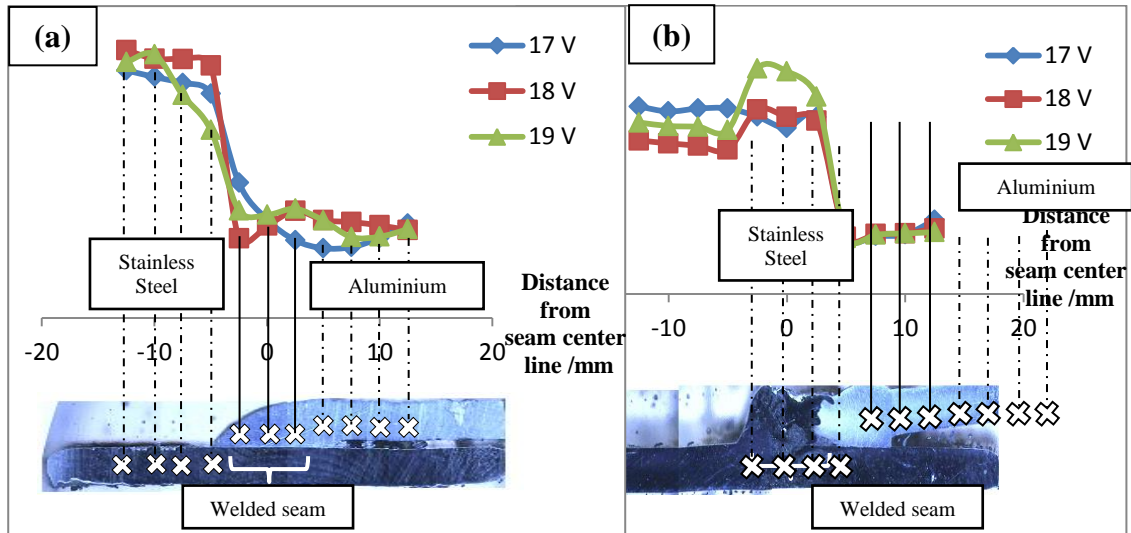 (a)
17 V
18 V
19 V
Stainless
Steel
Aluminium
Distance
from
seam center
line /mm
-20
-10
0
10
20
Welded seam
(b)
17 V
18 V
19 V
Aluminium
Stainless
Steel
Distance
from
seam center
line /mm
-10
0
10
20
Welded seam